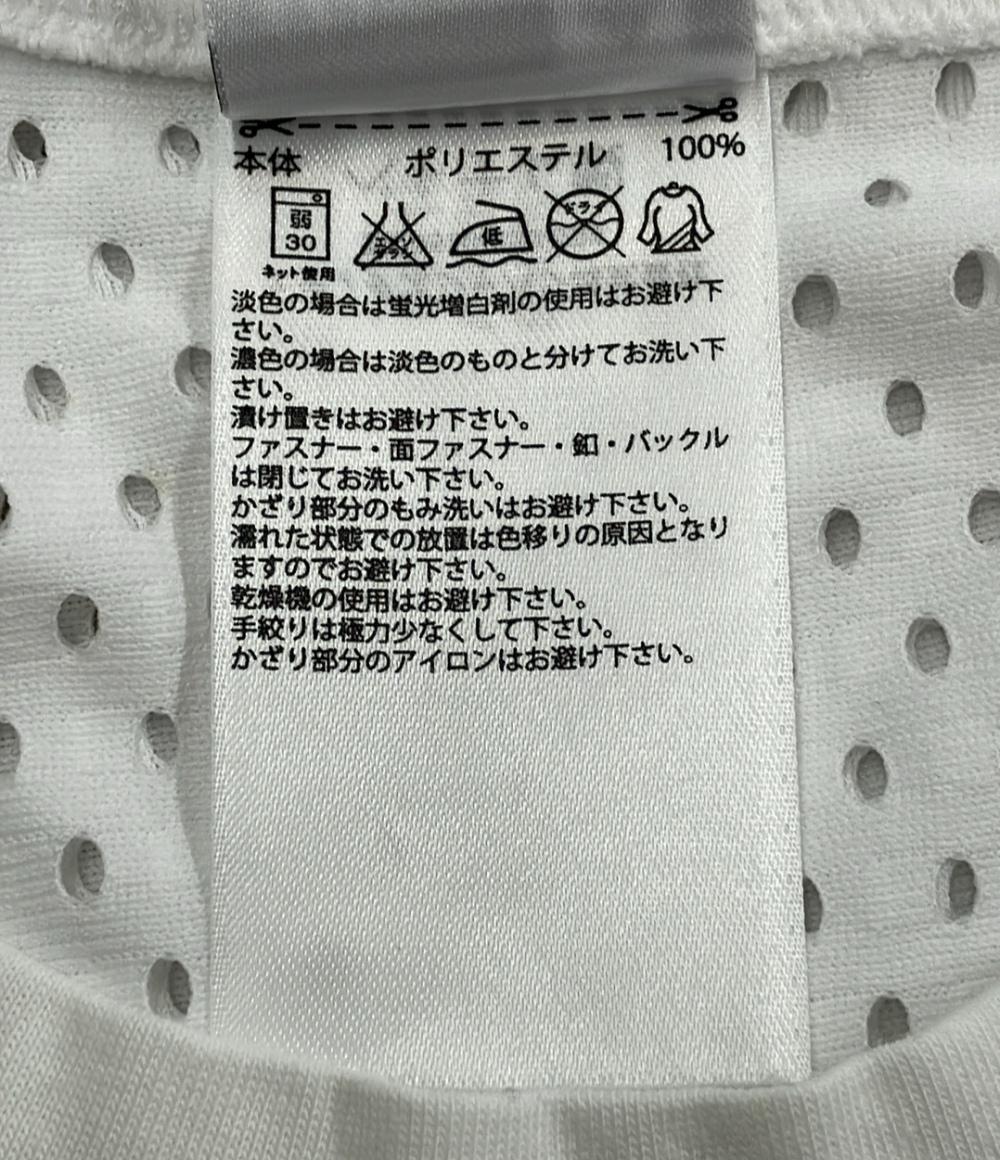 本体 ポリエステル 100%
弱 エンソサラシ 低 ドライ
30
ネット使用
淡色の場合は蛍光増白剤の使用はお避け下
さい。
濃色の場合は淡色のものと分けてお洗い下
さい。
漬け置きはお避け下さい。
ファスナー・面ファスナー・釦・バックル
は閉じてお洗い下さい。
かざり部分のもみ洗いはお避け下さい。
濡れた状態での放置は色移りの原因となり
ますのでお避け下さい。
乾燥機の使用はお避け下さい。
手絞りは極力少なくして下さい。
かざり部分のアイロンはお避け下さい。